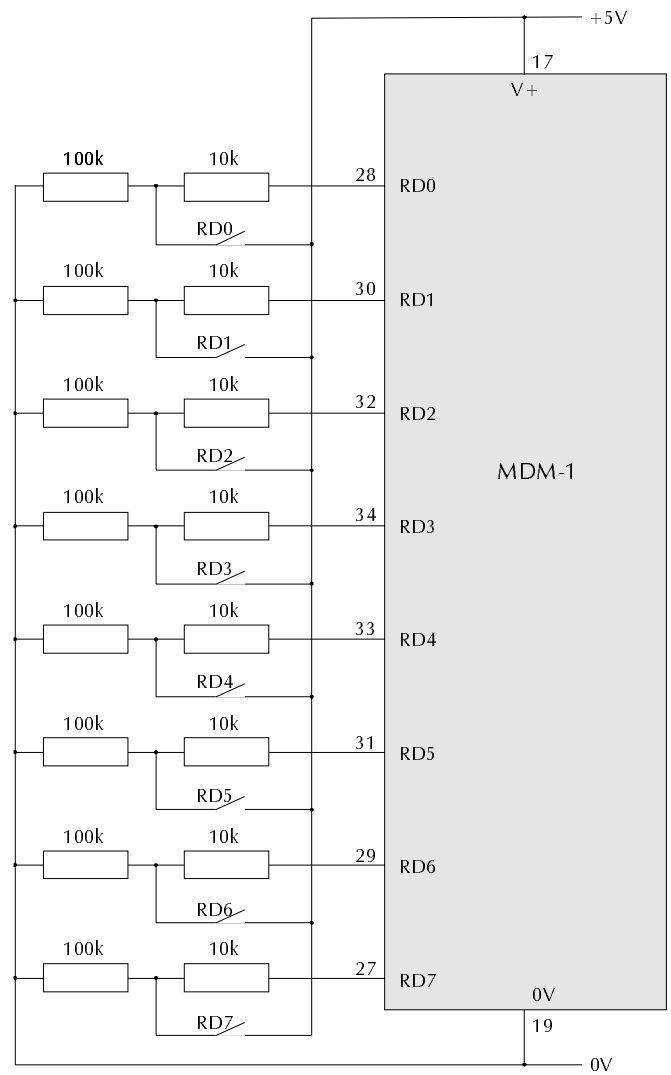 +5V
17
V+
100k 10k 28 RD0
RD0
100k 10k 30 RD1
RD1
100k 10k 32 RD2
RD2
MDM-1
100k 10k 34 RD3
RD3
100k 10k 33 RD4
RD4
100k 10k 31 RD5
RD5
100k 10k 29 RD6
RD6
100k 10k 27 RD7
0V
RD7 19
0V